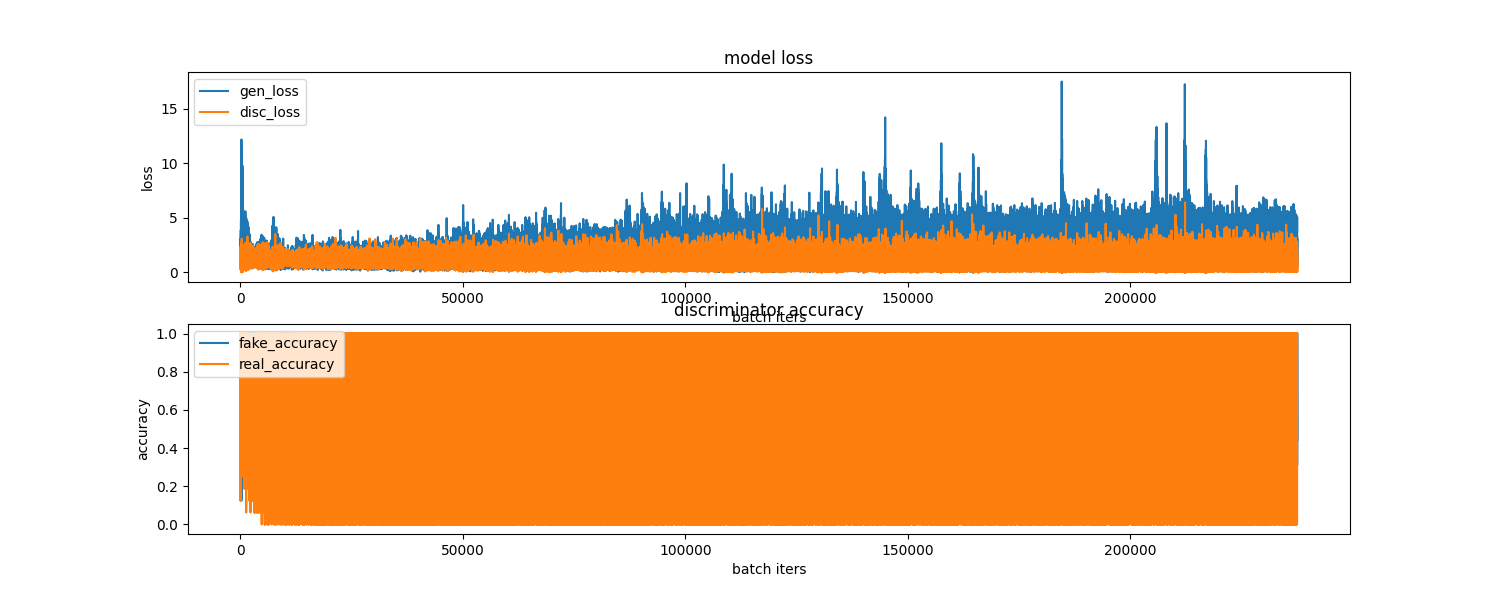 model loss
gen_loss
disc_loss
loss
15
10
5
0
0 50000 100000 150000 200000
batch iters
discriminator accuracy
fake_accuracy
real_accuracy
accuracy
1.0
0.8
0.6
0.4
0.2
0.0
0 50000 100000 150000 200000
batch iters